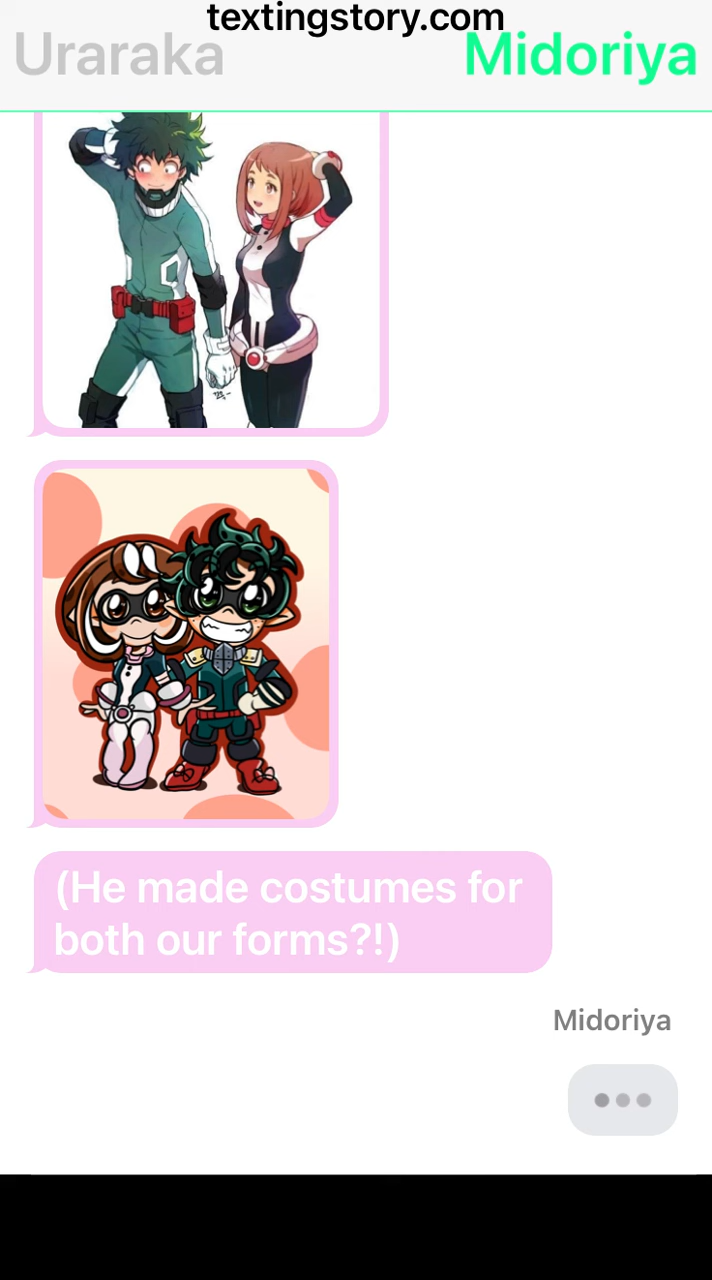 textingstory.com
Uraraka
Midoriya
(He made costumes for
both our forms?!)
Midoriya